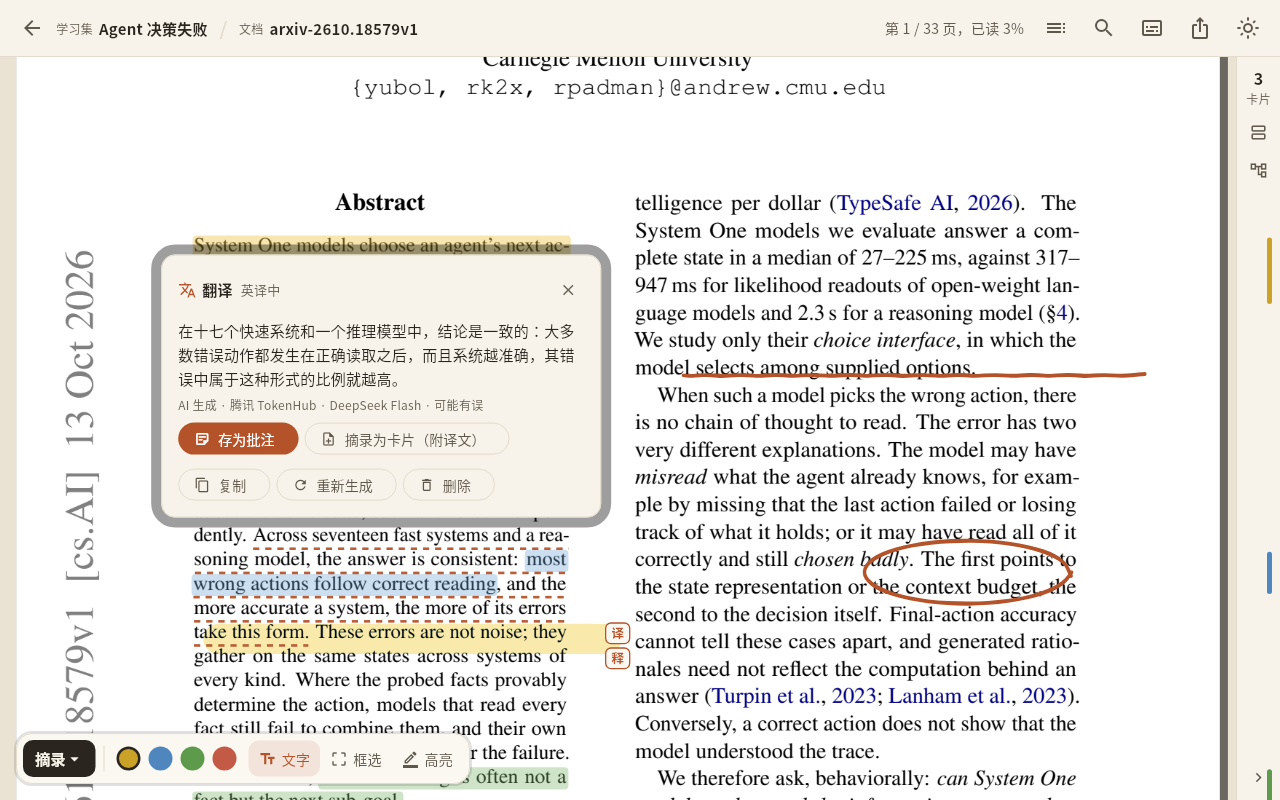 学习集 Agent 决策失败 / 文档 arxiv-2610.18579v1
第 1 / 33 页，已读 3%
3
卡片
Carnegie Mellon University
{yubol, rk2x, rpadman}@andrew.cmu.edu
8579v1 [cs.AI] 13 Oct 2026
Abstract
System One models choose an agent's next ac-
翻译 英译中
在十七个快速系统和一个推理模型中，结论是一致的：大多
数错误动作都发生在正确读取之后，而且系统越准确，其错
误中属于这种形式的比例就越高。
AI 生成 · 腾讯 TokenHub · DeepSeek Flash · 可能有误
存为批注 摘录为卡片（附译文）
复制 重新生成 删除
dently. Across seventeen fast systems and a rea-
soning model, the answer is consistent: most
wrong actions follow correct reading, and the
more accurate a system, the more of its errors
take this form. These errors are not noise; they
gather on the same states across systems of
every kind. Where the probed facts provably
determine the action, models that read every
fact still fail to combine them, and their own
r the failure.
s often not a
fact but the next sub-goal.
译
释
telligence per dollar (TypeSafe AI, 2026). The
System One models we evaluate answer a com-
plete state in a median of 27–225 ms, against 317–
947 ms for likelihood readouts of open-weight lan-
guage models and 2.3 s for a reasoning model (§4).
We study only their choice interface, in which the
model selects among supplied options.
When such a model picks the wrong action, there
is no chain of thought to read. The error has two
very different explanations. The model may have
misread what the agent already knows, for exam-
ple by missing that the last action failed or losing
track of what it holds; or it may have read all of it
correctly and still chosen badly. The first points to
the state representation or the context budget, the
second to the decision itself. Final-action accuracy
cannot tell these cases apart, and generated ratio-
nales need not reflect the computation behind an
answer (Turpin et al., 2023; Lanham et al., 2023).
Conversely, a correct action does not show that the
model understood the trace.
We therefore ask, behaviorally: can System One
摘录 文字 框选 高亮